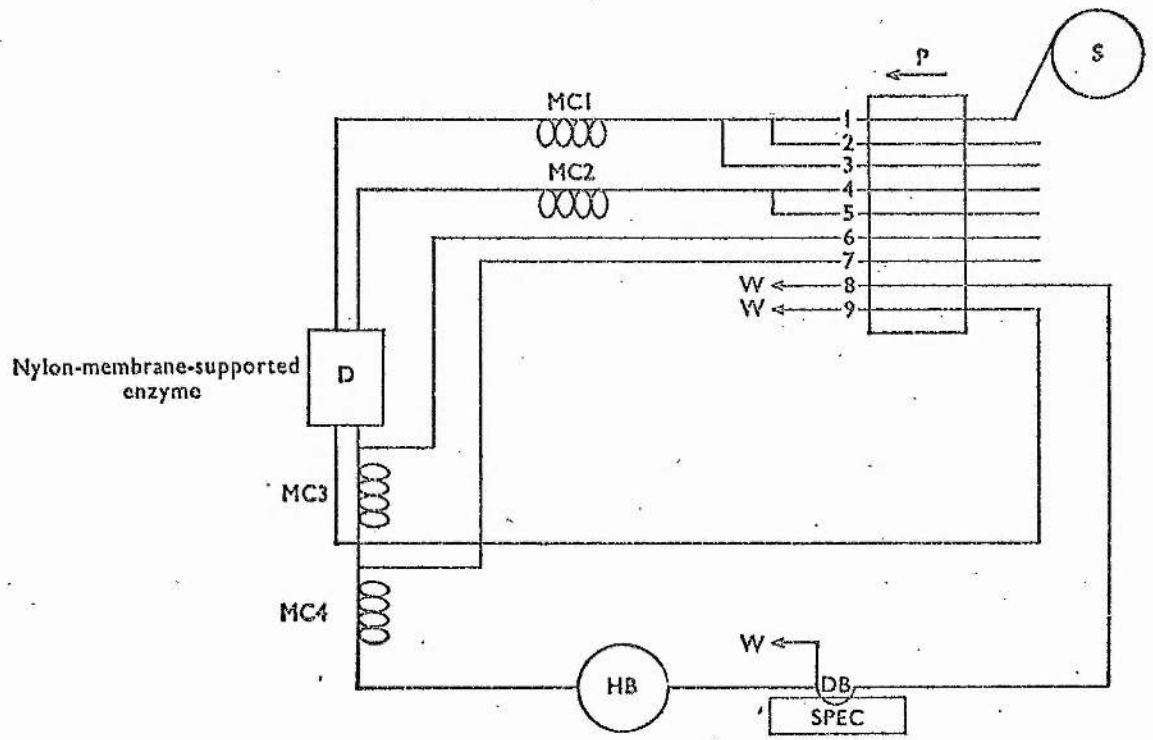 S
P
MC1
1
2
3
MC2
4
5
6
7
W
8
W
9
Nylon-membrane-supported
enzyme
D
MC3
MC4
W
HB
DB
SPEC